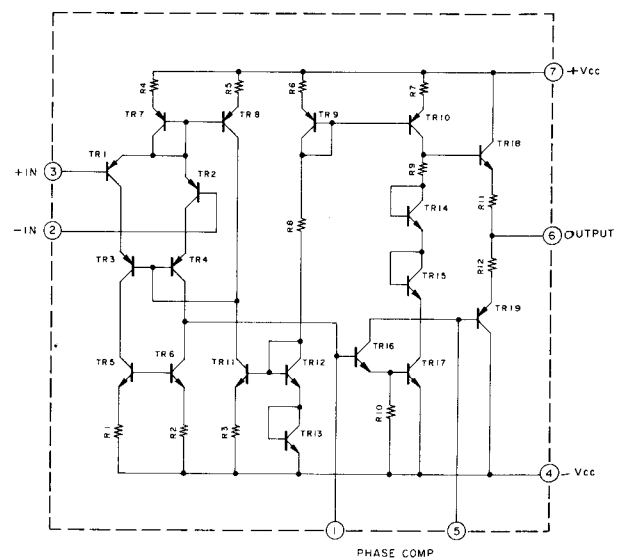 R4
R5
R6
R7
7
+Vcc
TR7
TR8
TR9
TR10
TR18
TR1
TR2
R9
+IN
3
R11
TR14
-IN
2
R8
6
OUTPUT
R12
TR3
TR4
TR15
TR19
TR16
TR5
TR6
TR11
TR12
TR17
R10
R1
R2
R3
TR13
4
-Vcc
1
5
PHASE COMP